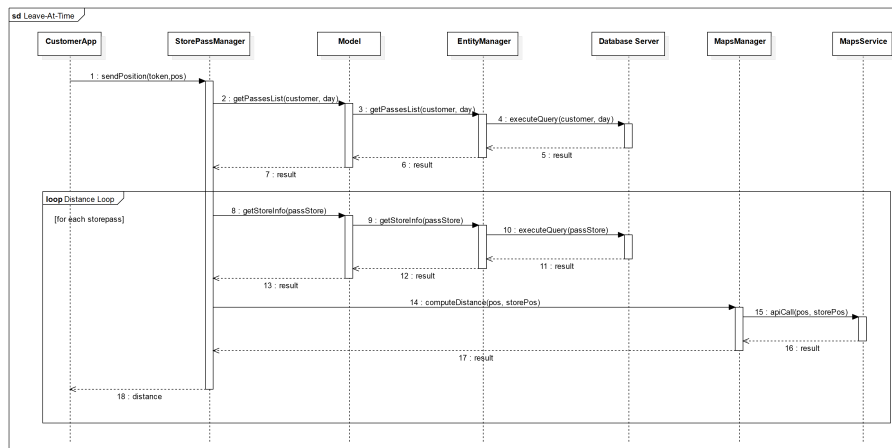 sd Leave-At-Time
CustomerApp
StorePassManager
Model
EntityManager
Database Server
MapsManager
MapsService
1 : sendPosition(token,pos)
2 : getPassesList(customer, day)
3 : getPassesList(customer, day)
4 : executeQuery(customer, day)
5 : result
6 : result
7 : result
loop Distance Loop
[for each storepass]
8 : getStoreInfo(passStore)
9 : getStoreInfo(passStore)
10 : executeQuery(passStore)
11 : result
12 : result
13 : result
14 : computeDistance(pos, storePos)
15 : apiCall(pos, storePos)
16 : result
17 : result
18 : distance